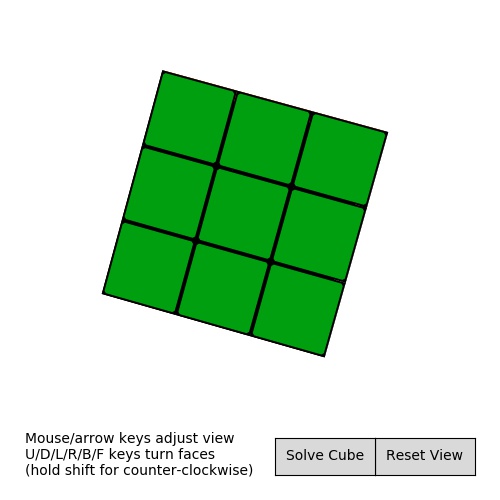 Mouse/arrow keys adjust view
U/D/L/R/B/F keys turn faces
(hold shift for counter-clockwise)
Solve Cube
Reset View